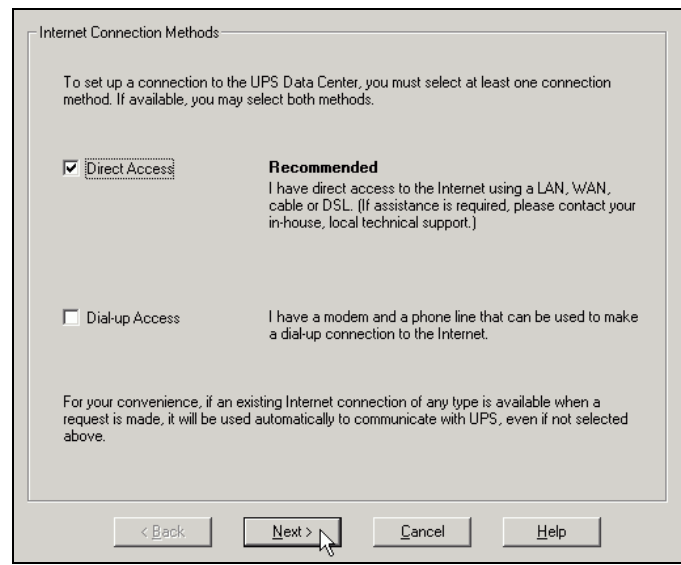 Internet Connection Methods
To set up a connection to the UPS Data Center, you must select at least one connection
method. If available, you may select both methods.
Direct Access
Recommended
I have direct access to the Internet using a LAN, WAN,
cable or DSL. (If assistance is required, please contact your
in-house, local technical support.)
Dial-up Access
I have a modem and a phone line that can be used to make
a dial-up connection to the Internet.
For your convenience, if an existing Internet connection of any type is available when a
request is made, it will be used automatically to communicate with UPS, even if not selected
above.
< Back
Next >
Cancel
Help